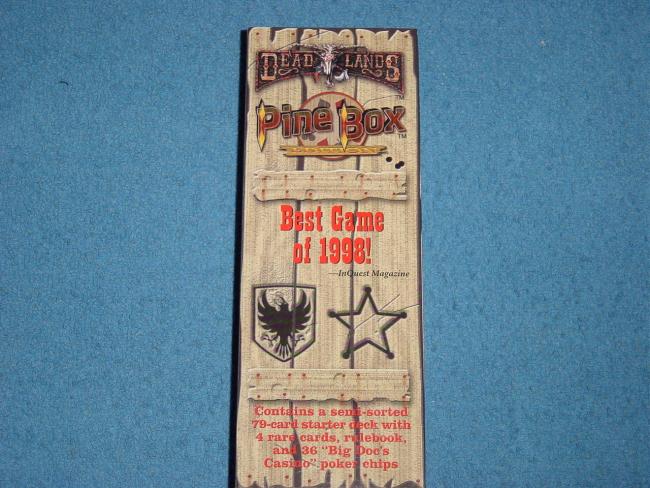 DEAD LANDS
Pine Box
TM
Best Game
of 1998!
—InQuest Magazine
Contains a semi-sorted
79-card starter deck with
4 rare cards, rulebook,
and 36 "Big Doc's
Casino" poker chips